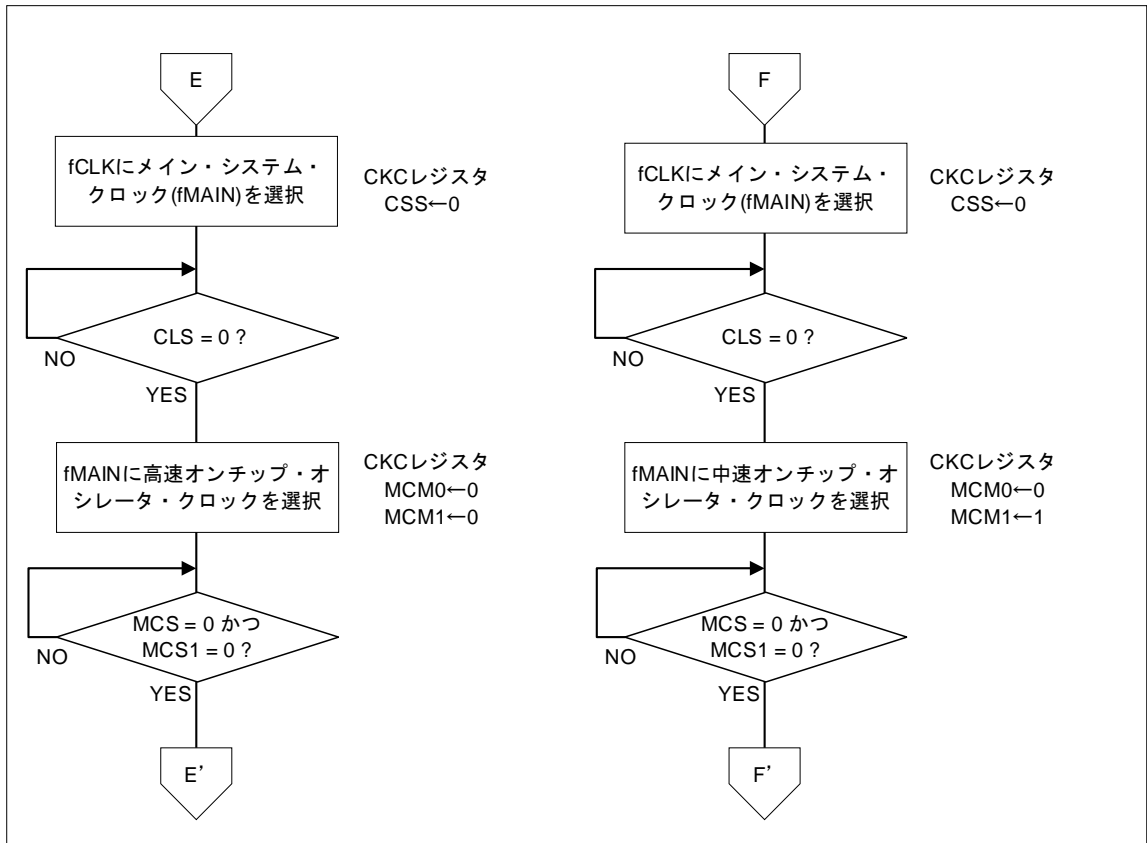 E
fCLKにメイン・システム・
クロック(fMAIN)を選択
CKCレジスタ
CSS←0
CLS = 0 ?
NO
YES
fMAINに高速オンチップ・オ
シレータ・クロックを選択
CKCレジスタ
MCM0←0
MCM1←0
MCS = 0 かつ
MCS1 = 0 ?
NO
YES
E’
F
fCLKにメイン・システム・
クロック(fMAIN)を選択
CKCレジスタ
CSS←0
CLS = 0 ?
NO
YES
fMAINに中速オンチップ・オ
シレータ・クロックを選択
CKCレジスタ
MCM0←0
MCM1←1
MCS = 0 かつ
MCS1 = 0 ?
NO
YES
F’